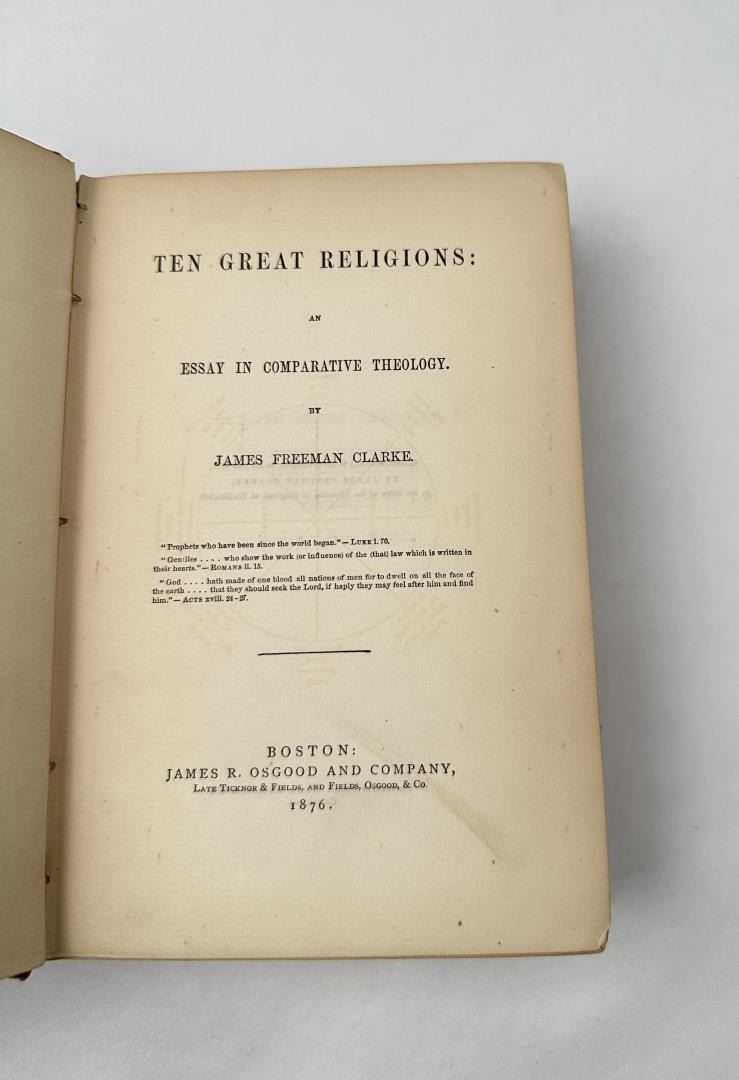 TEN GREAT RELIGIONS:
AN
ESSAY IN COMPARATIVE THEOLOGY.
BY
JAMES FREEMAN CLARKE.
"Prophets who have been since the world began."—LUKE i. 70.
"Gentiles .... who show the work (or influence) of the (that) law which is written in
their hearts."—ROMANS ii. 15.
"God .... hath made of one blood all nations of men for to dwell on all the face of
the earth .... that they should seek the Lord, if haply they may feel after him and find
him."—ACTS xviii. 24-27.
BOSTON:
JAMES R. OSGOOD AND COMPANY,
LATE TICKNOR & FIELDS, AND FIELDS, OSGOOD, & CO.
1876.